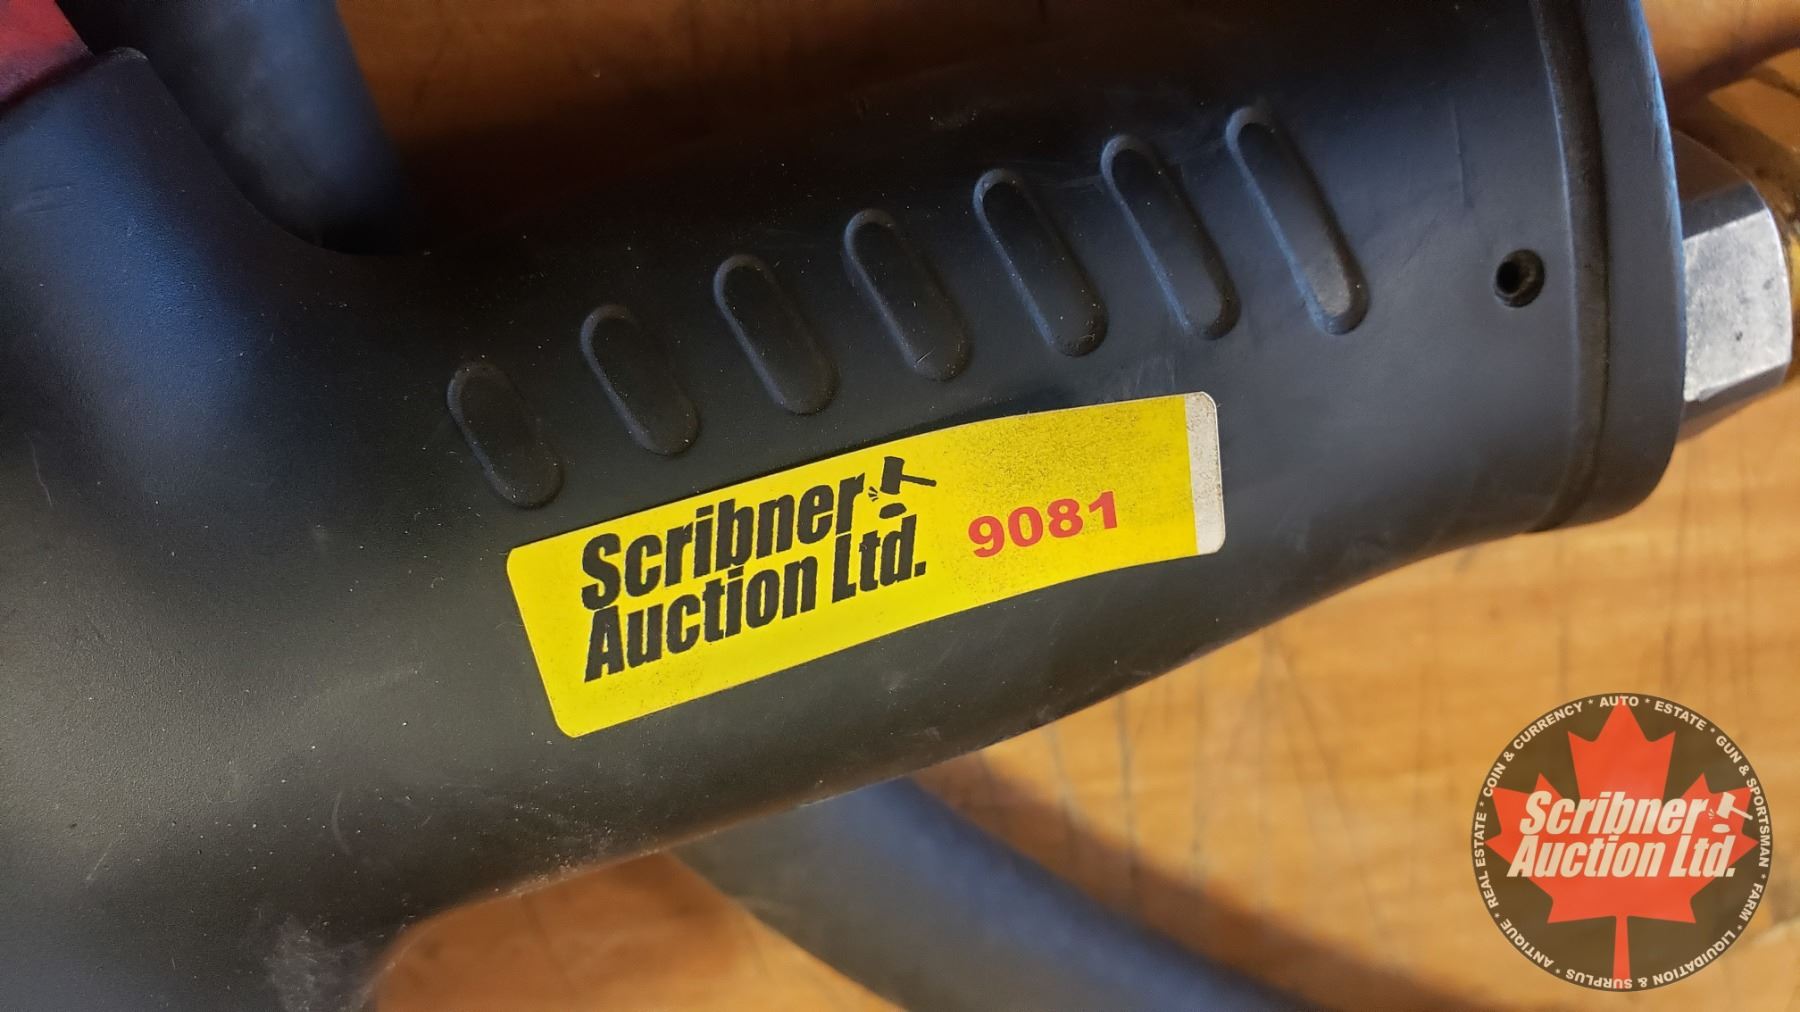 Scribner
Auction Ltd.
9081
COIN & CURRENCY * AUTO * ESTATE * GUN & SPORTSMAN * FARM * LIQUIDATION & SURPLUS * ANTIQUE * REAL ESTATE *
Scribner
Auction Ltd.